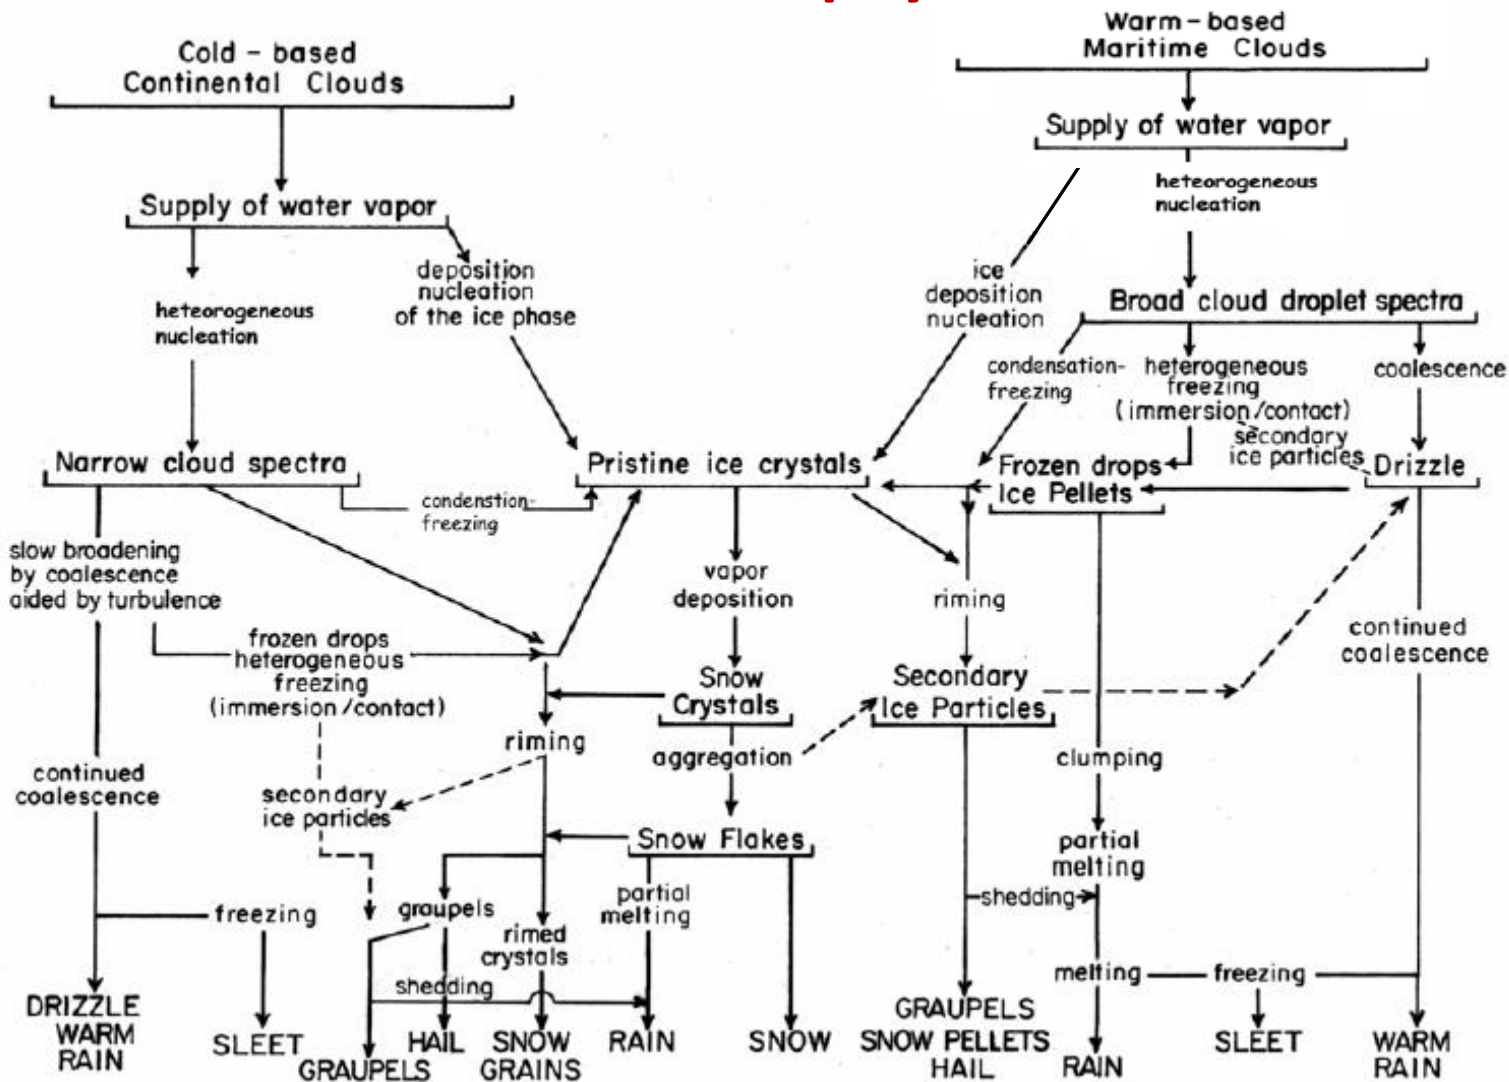 Cold - based
Continental Clouds
Warm - based
Maritime Clouds
Supply of water vapor
heteorogeneous
nucleation
Supply of water vapor
deposition
nucleation
of the ice phase
heteorogeneous
nucleation
ice
deposition
nucleation
Broad cloud droplet spectra
condensation-
freezing
heterogeneous
freezing
(immersion/contact)
coalescence
secondary
ice particles
Narrow cloud spectra
Pristine ice crystals
Frozen drops
Ice Pellets
Drizzle
condenstion-
freezing
slow broadening
by coalescence
aided by turbulence
vapor
deposition
riming
continued
coalescence
frozen drops
heterogeneous
freezing
(immersion/contact)
Snow
Crystals
Secondary
Ice Particles
riming
aggregation
clumping
continued
coalescence
secondary
ice particles
Snow Flakes
partial
melting
freezing
graupels
rimed
crystals
partial
melting
shedding
shedding
melting
freezing
DRIZZLE
WARM
RAIN
SLEET
GRAUPELS
HAIL
SNOW
GRAINS
RAIN
SNOW
GRAUPELS
SNOW PELLETS
HAIL
RAIN
SLEET
WARM
RAIN